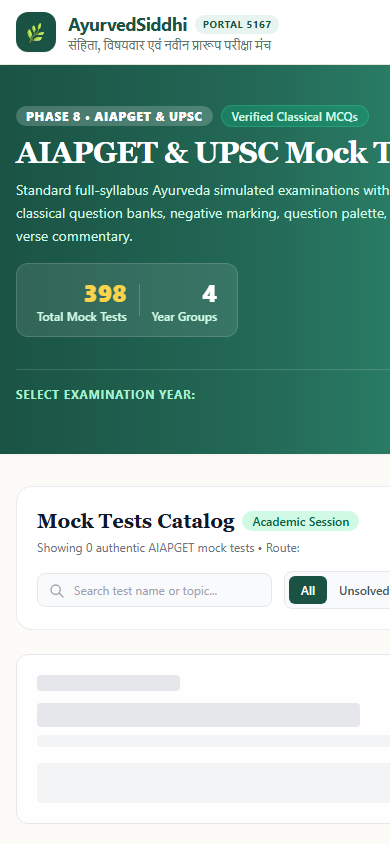 AyurvedSiddhi PORTAL 5167
संहिता, विषयवार एवं नवीन प्रारूप परीक्षा मंच
PHASE 8 • AIAPGET & UPSC Verified Classical MCQs
AIAPGET & UPSC Mock T
Standard full-syllabus Ayurveda simulated examinations with
classical question banks, negative marking, question palette,
verse commentary.
398 4
Total Mock Tests Year Groups
SELECT EXAMINATION YEAR:
Mock Tests Catalog Academic Session
Showing 0 authentic AIAPGET mock tests • Route:
Search test name or topic... All Unsolved